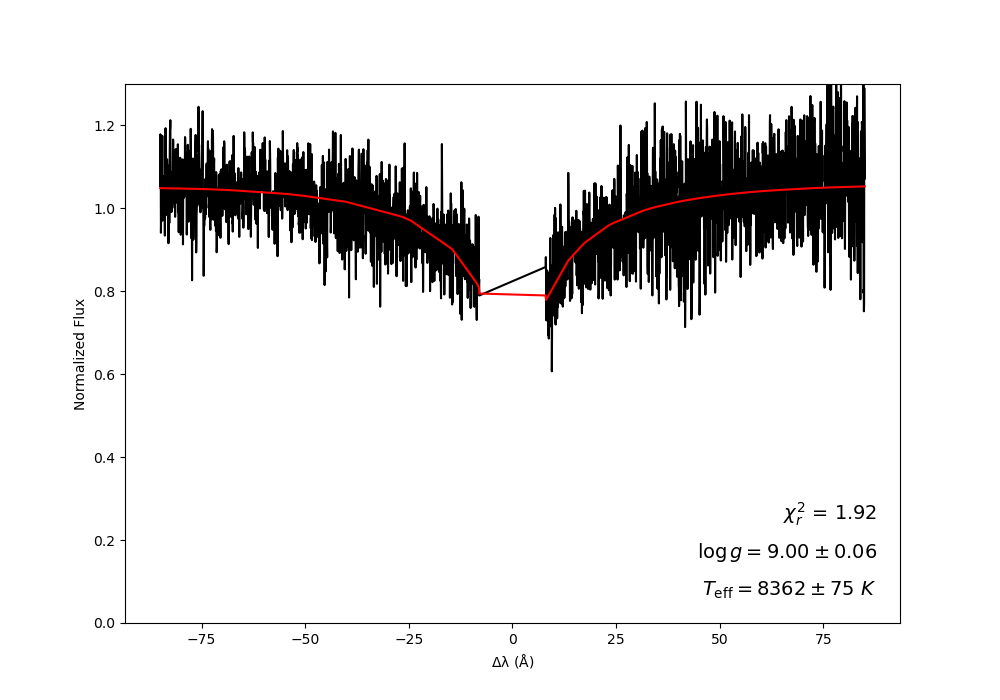 1.2
1.0
0.8
0.6
0.4
0.2
0.0
Normalized Flux
χ²ᵣ = 1.92
log g = 9.00 ± 0.06
T_eff = 8362 ± 75 K
−75 −50 −25 0 25 50 75
Δλ (Å)